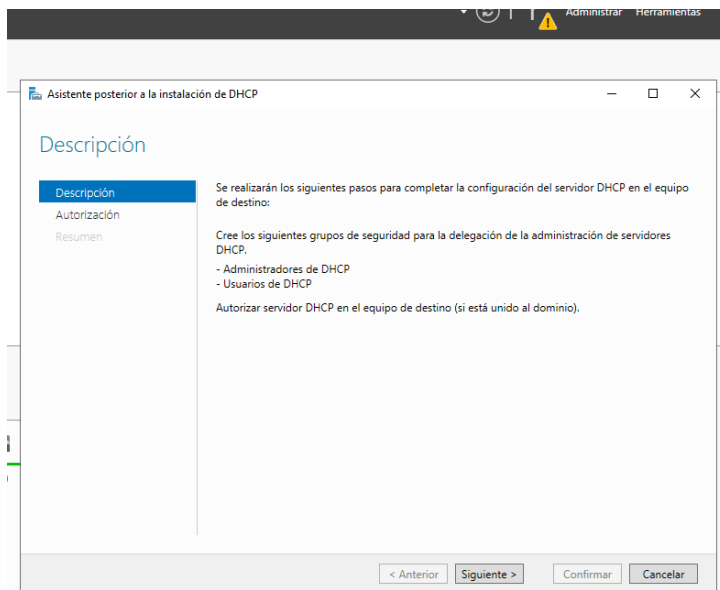 Administrar Herramientas
Asistente posterior a la instalación de DHCP
Descripción
Descripción
Autorización
Resumen
Se realizarán los siguientes pasos para completar la configuración del servidor DHCP en el equipo
de destino:
Cree los siguientes grupos de seguridad para la delegación de la administración de servidores
DHCP.
- Administradores de DHCP
- Usuarios de DHCP
Autorizar servidor DHCP en el equipo de destino (si está unido al dominio).
< Anterior Siguiente > Confirmar Cancelar